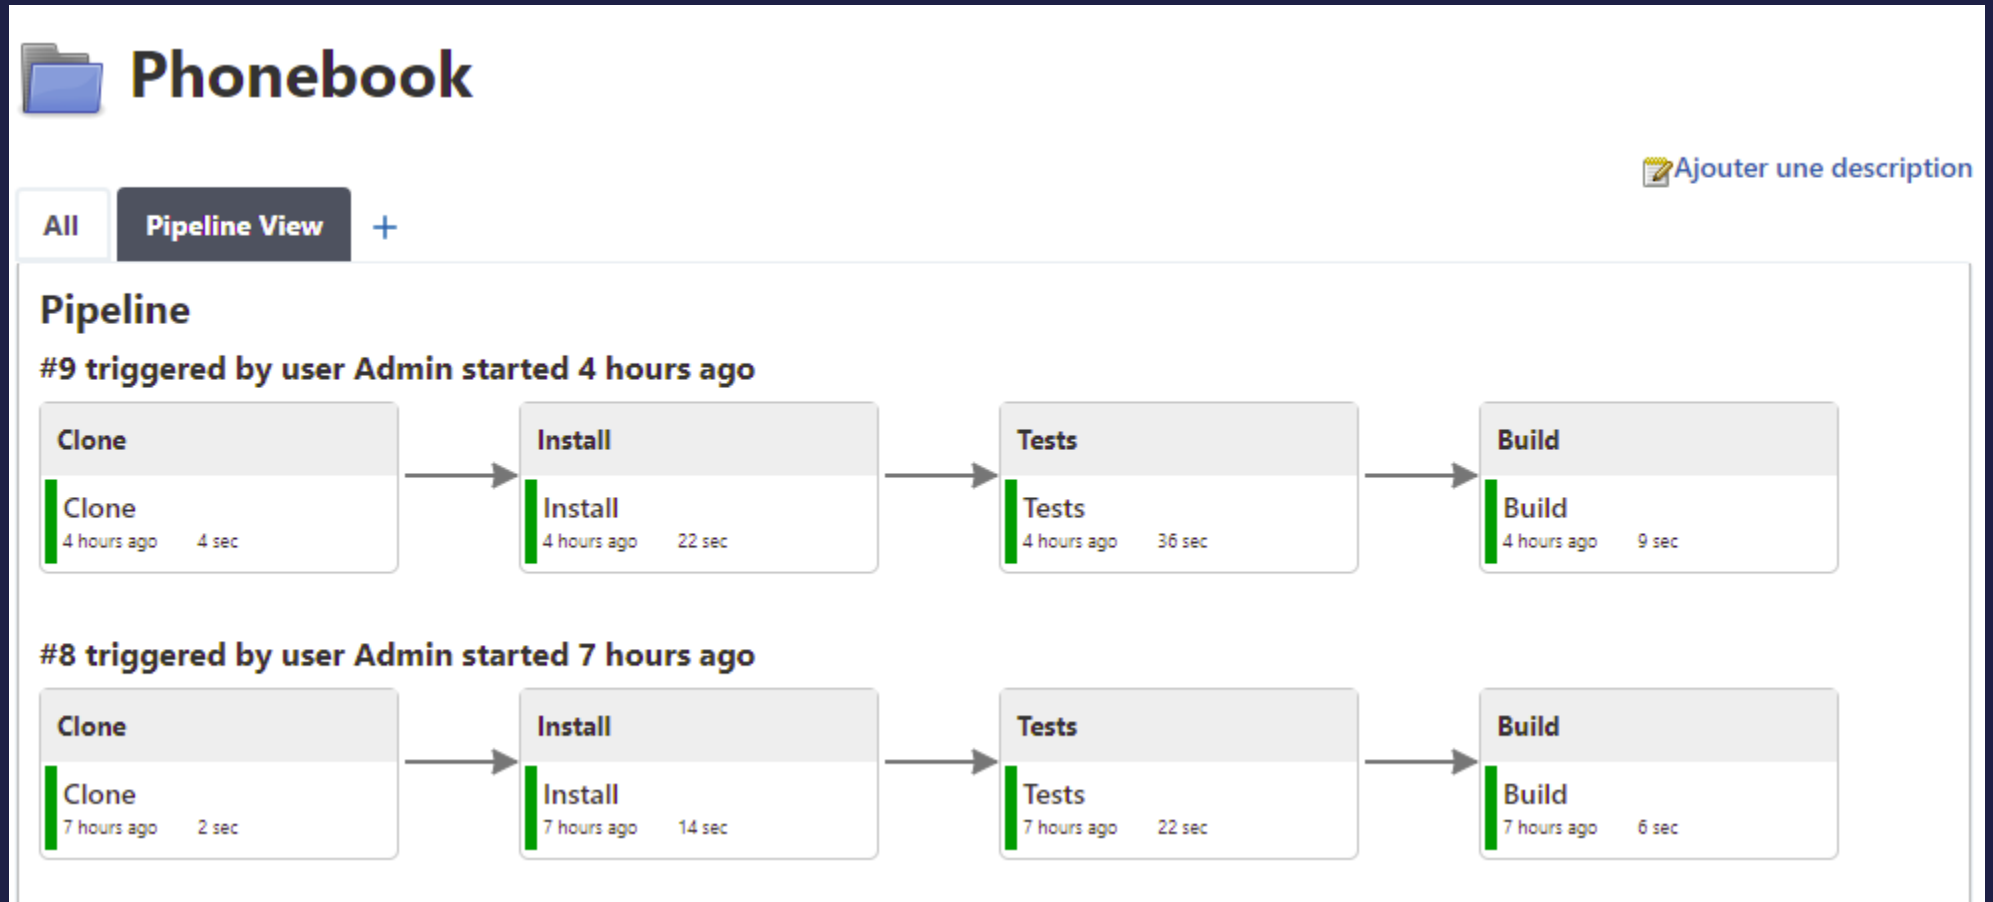 Phonebook
Ajouter une description
All Pipeline View +
Pipeline
#9 triggered by user Admin started 4 hours ago
Clone Install Tests Build
Clone Install Tests Build
4 hours ago 4 sec 4 hours ago 22 sec 4 hours ago 36 sec 4 hours ago 9 sec
#8 triggered by user Admin started 7 hours ago
Clone Install Tests Build
Clone Install Tests Build
7 hours ago 2 sec 7 hours ago 14 sec 7 hours ago 22 sec 7 hours ago 6 sec